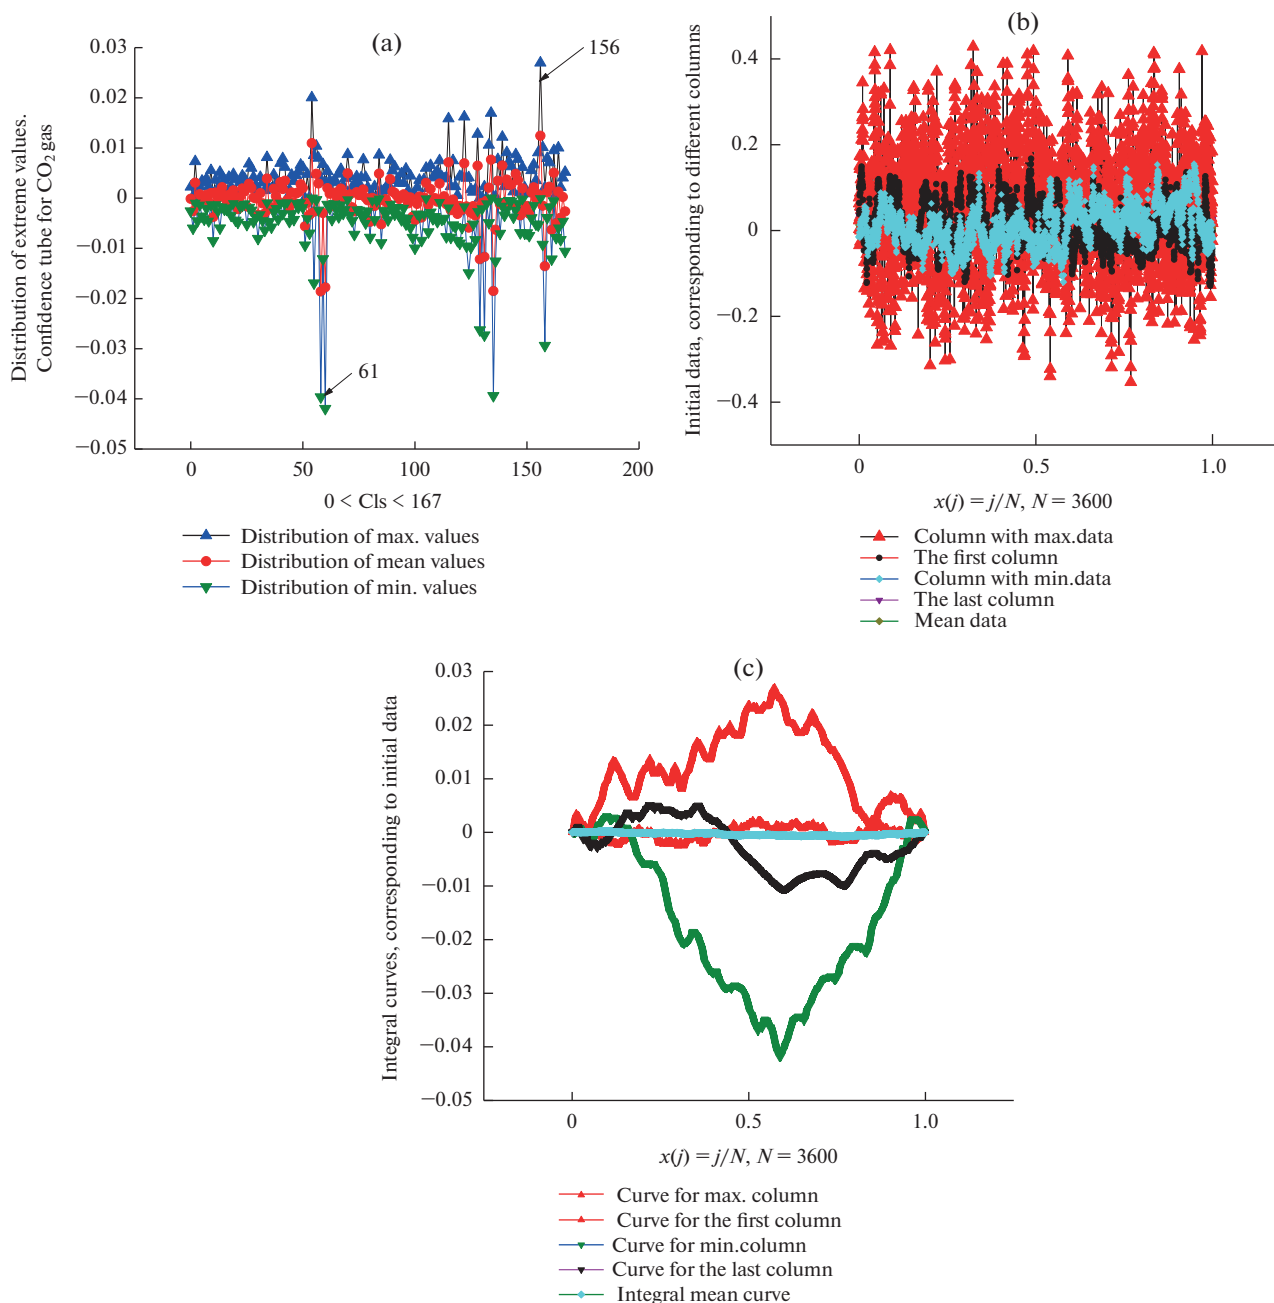 (a)
Distribution of extreme values.
Confidence tube for CO2 gas
0.03
0.02
0.01
0
−0.01
−0.02
−0.03
−0.04
−0.05
156
61
0
50
100
150
200
0 < Cls < 167
Distribution of max. values
Distribution of mean values
Distribution of min. values
(b)
Initial data, corresponding to different columns
0.4
0.2
0
−0.2
−0.4
0
0.5
1.0
x(j) = j/N, N = 3600
Column with max.data
The first column
Column with min.data
The last column
Mean data
(c)
Integral curves, corresponding to initial data
0.03
0.02
0.01
0
−0.01
−0.02
−0.03
−0.04
−0.05
0
0.5
1.0
x(j) = j/N, N = 3600
Curve for max. column
Curve for the first column
Curve for min.column
Curve for the last column
Integral mean curve